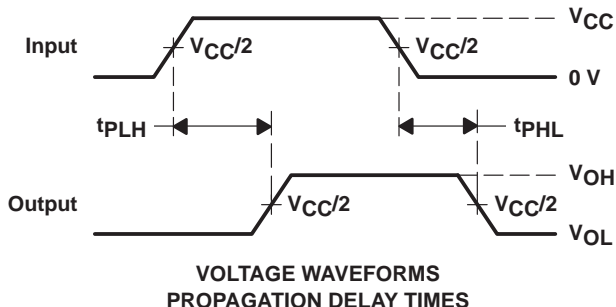 VCC
Input
VCC/2
VCC/2
0 V
tPLH
tPHL
VOH
Output
VCC/2
VCC/2
VOL
VOLTAGE WAVEFORMS
PROPAGATION DELAY TIMES